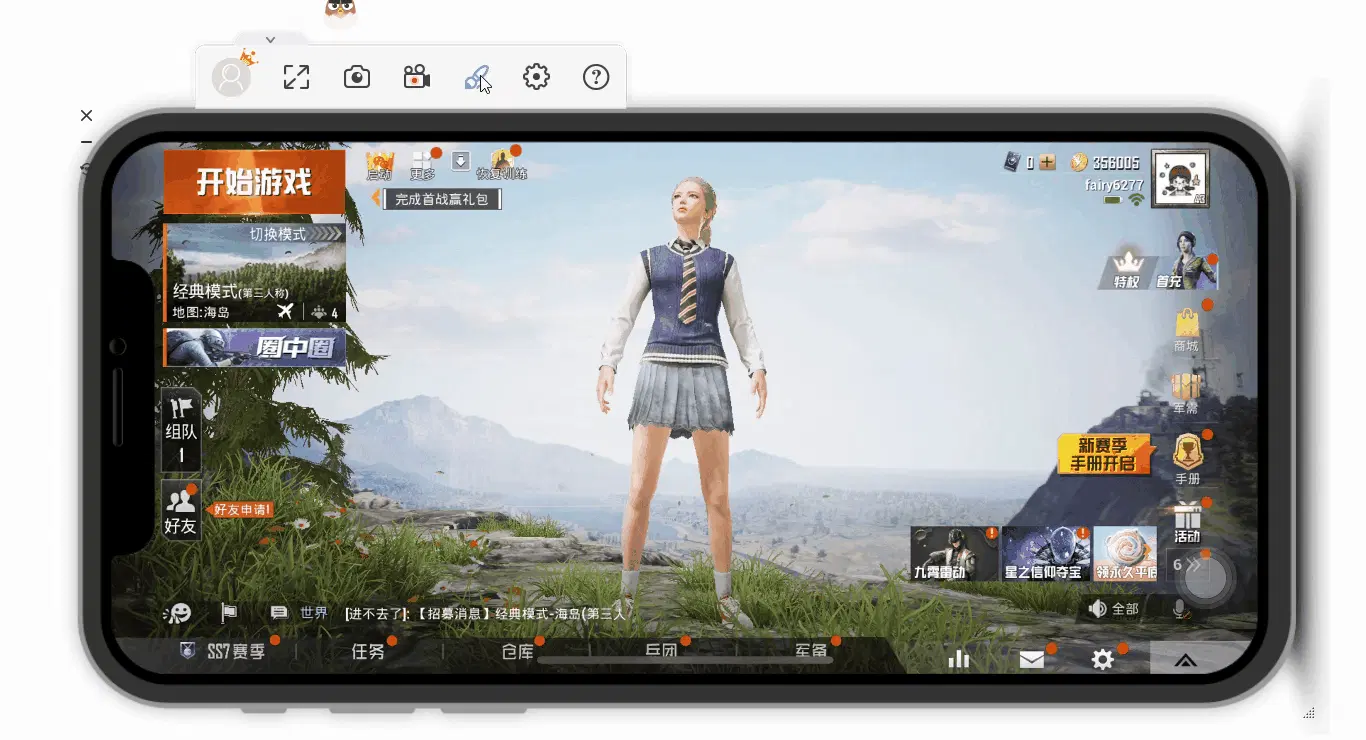 开始游戏
启动
更多
恢复训练
完成首战赢礼包
0
356005
fairy6277
切换模式
经典模式(第三人称)
地图:海岛
4
圈中圈
特权
首充
商城
军需
组队
1
新赛季
手册开启
手册
好友
好友申请!
活动
九霄雷动
星之信仰夺宝
领永久平底
6
世界
[进不去了]:【招募消息】经典模式-海岛(第三人
全部
SS7赛季
任务
仓库
兵团
军备